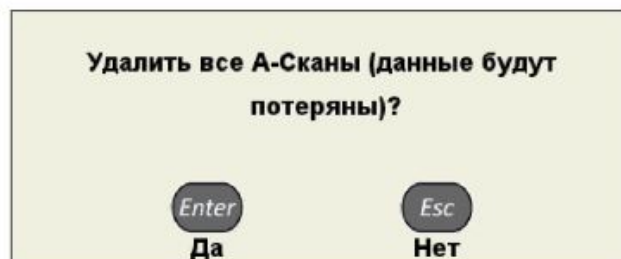 Удалить все А-Сканы (данные будут
потеряны)?
Enter Esc
Да Нет